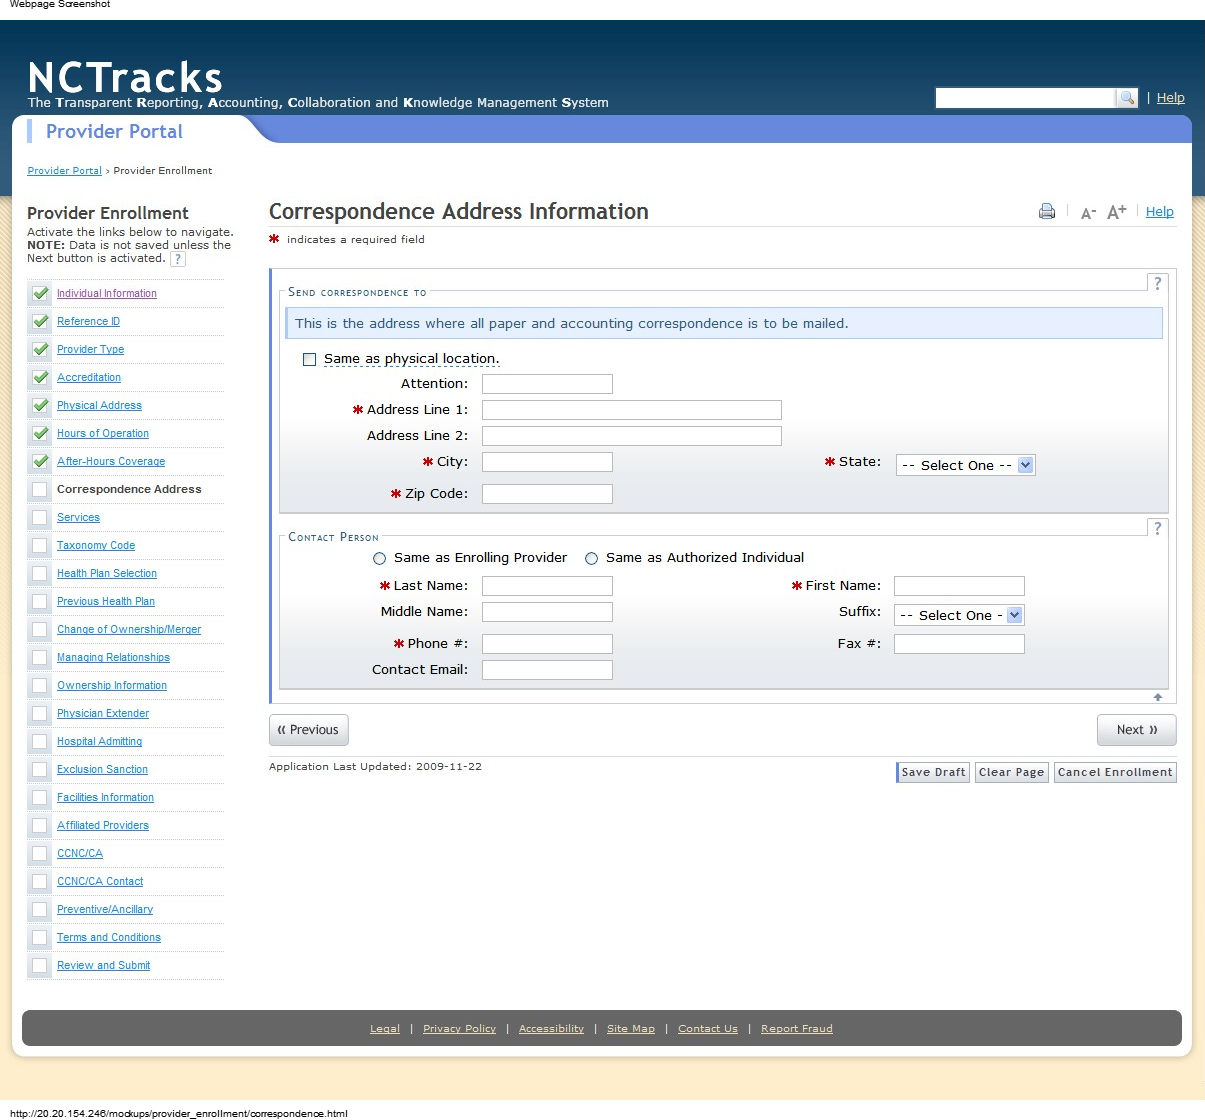 Webpage Screenshot
NCTracks
The Transparent Reporting, Accounting, Collaboration and Knowledge Management System
| Help
Provider Portal
Provider Portal > Provider Enrollment
Provider Enrollment
Activate the links below to navigate.
NOTE: Data is not saved unless the
Next button is activated. ?
Individual Information
Reference ID
Provider Type
Accreditation
Physical Address
Hours of Operation
After-Hours Coverage
Correspondence Address
Services
Taxonomy Code
Health Plan Selection
Previous Health Plan
Change of Ownership/Merger
Managing Relationships
Ownership Information
Physician Extender
Hospital Admitting
Exclusion Sanction
Facilities Information
Affiliated Providers
CCNC/CA
CCNC/CA Contact
Preventive/Ancillary
Terms and Conditions
Review and Submit
Correspondence Address Information
A- A+ Help
* indicates a required field
Send correspondence to ?
This is the address where all paper and accounting correspondence is to be mailed.
Same as physical location.
Attention:
* Address Line 1:
Address Line 2:
* City: * State: -- Select One --
* Zip Code:
Contact Person ?
Same as Enrolling Provider Same as Authorized Individual
* Last Name: * First Name:
Middle Name: Suffix: -- Select One -
* Phone #: Fax #:
Contact Email:
« Previous Next »
Application Last Updated: 2009-11-22 Save Draft Clear Page Cancel Enrollment
Legal | Privacy Policy | Accessibility | Site Map | Contact Us | Report Fraud
http://20.20.154.246/mockups/provider_enrollment/correspondence.html